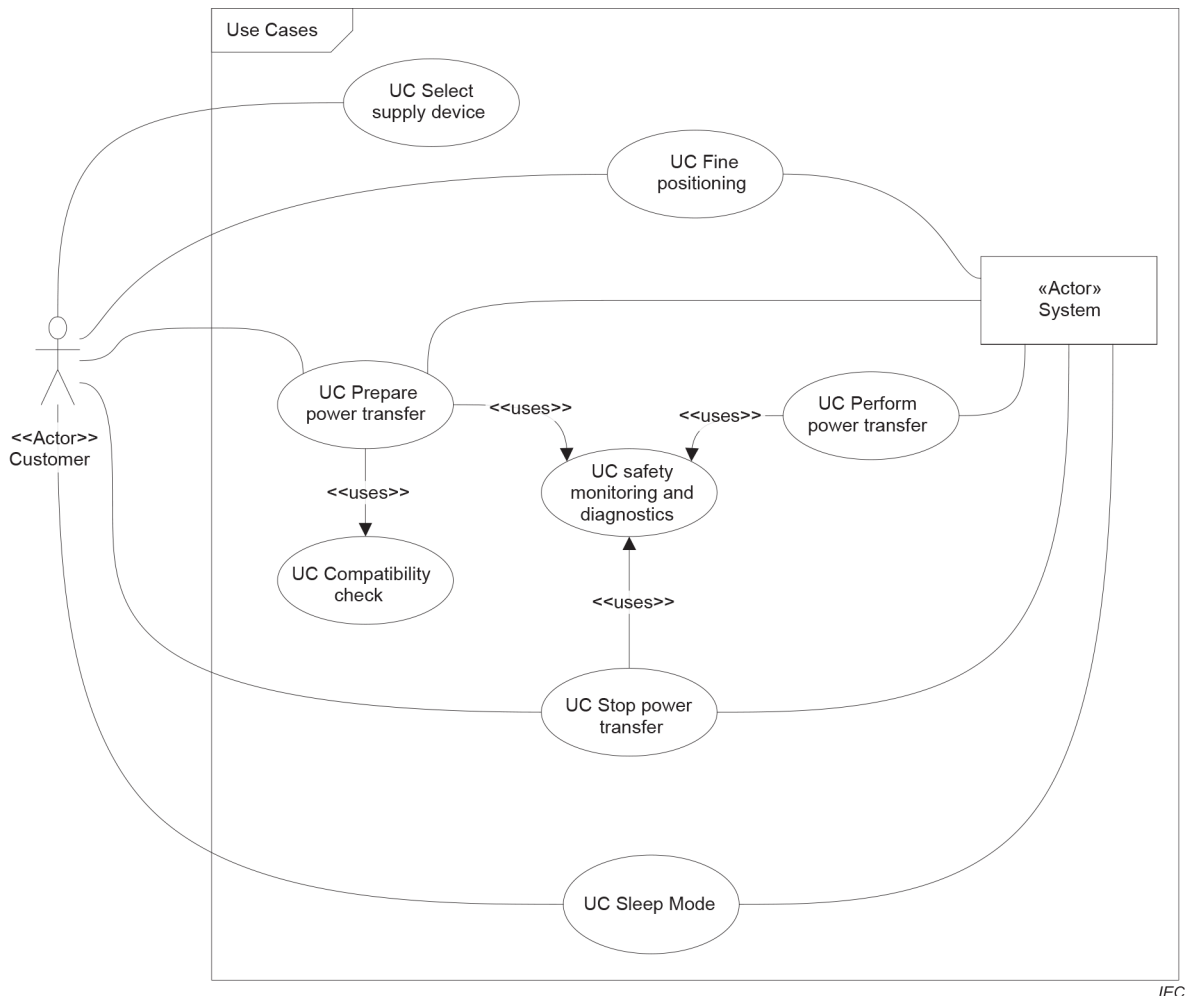 Use Cases
UC Select
supply device
UC Fine
positioning
«Actor»
System
<<Actor>>
Customer
UC Prepare
power transfer
<<uses>>
<<uses>>
UC Perform
power transfer
UC safety
monitoring and
diagnostics
<<uses>>
UC Compatibility
check
<<uses>>
UC Stop power
transfer
UC Sleep Mode
IEC